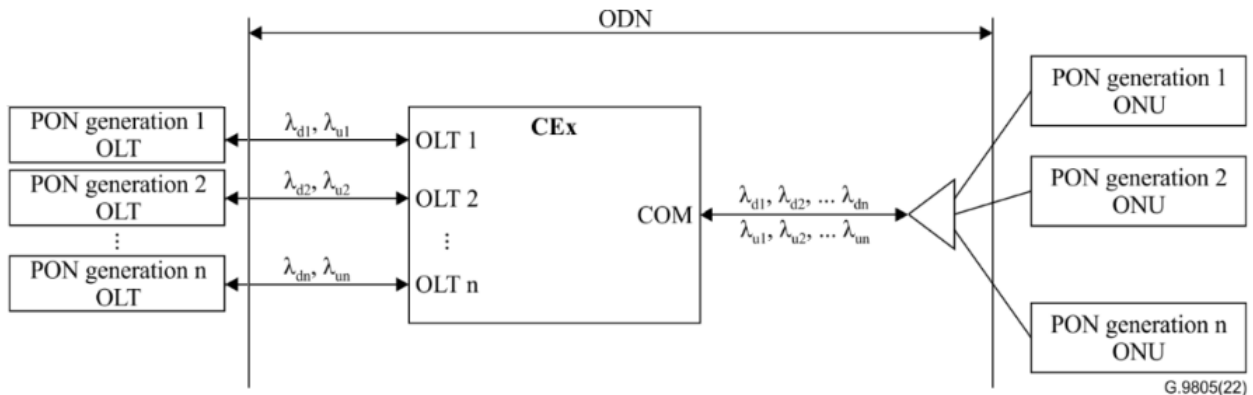 ODN
PON generation 1
OLT
λd1, λu1
OLT 1
CEx
PON generation 1
ONU
PON generation 2
OLT
λd2, λu2
OLT 2
COM
λd1, λd2, ... λdn
λu1, λu2, ... λun
PON generation 2
ONU
⋮
⋮
PON generation n
OLT
λdn, λun
OLT n
PON generation n
ONU
G.9805(22)